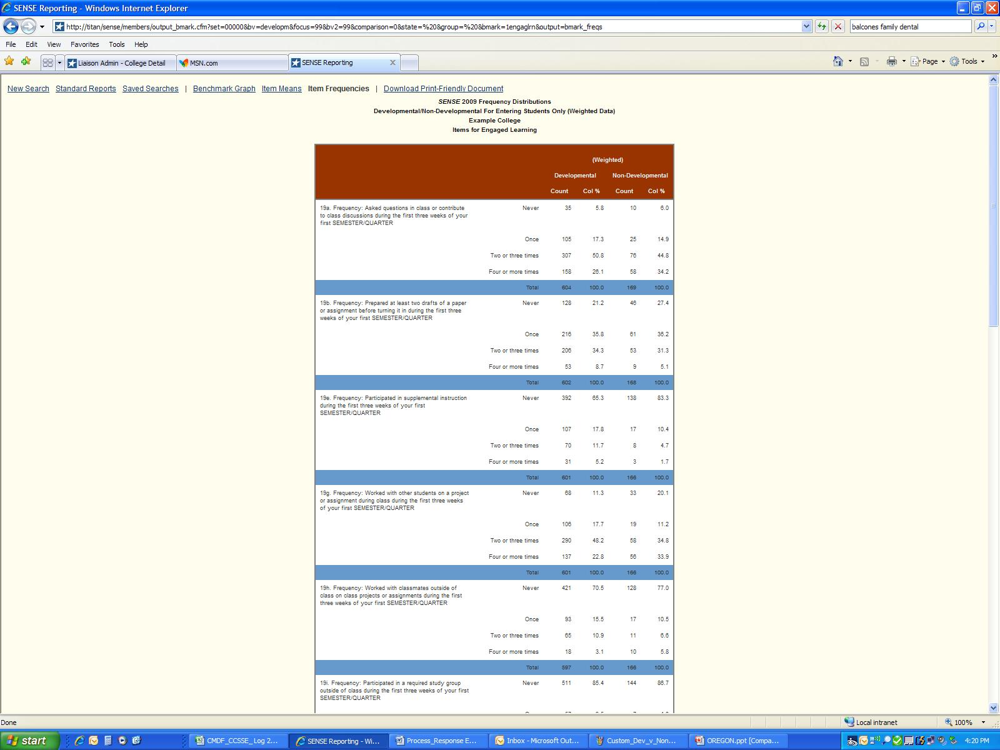 SENSE Reporting - Windows Internet Explorer
http://titan/sense/members/output_bmark.cfm?set=00000&bv=developm&focus=99&bv2=99&comparison=0&state=%20&group=%20&bmark=1engaglrn&output=bmark_freqs
balcones family dental
File Edit View Favorites Tools Help
Liaison Admin - College Detail MSN.com SENSE Reporting Page Tools
New Search Standard Reports Saved Searches | Benchmark Graph Item Means Item Frequencies | Download Print-Friendly Document
SENSE 2009 Frequency Distributions
Developmental/Non-Developmental For Entering Students Only (Weighted Data)
Example College
Items for Engaged Learning
(Weighted)
Developmental Non-Developmental
Count Col % Count Col %
19a. Frequency: Asked questions in class or contribute Never 35 5.8 10 6.0
to class discussions during the first three weeks of your
first SEMESTER/QUARTER
Once 105 17.3 25 14.9
Two or three times 307 50.8 76 44.8
Four or more times 158 26.1 58 34.2
Total 604 100.0 169 100.0
19b. Frequency: Prepared at least two drafts of a paper Never 128 21.2 46 27.4
or assignment before turning it in during the first three
weeks of your first SEMESTER/QUARTER
Once 216 35.8 61 36.2
Two or three times 206 34.3 53 31.3
Four or more times 53 8.7 9 5.1
Total 602 100.0 168 100.0
19e. Frequency: Participated in supplemental instruction Never 392 65.3 138 83.3
during the first three weeks of your first
SEMESTER/QUARTER
Once 107 17.8 17 10.4
Two or three times 70 11.7 8 4.7
Four or more times 31 5.2 3 1.7
Total 601 100.0 166 100.0
19g. Frequency: Worked with other students on a project Never 68 11.3 33 20.1
or assignment during class during the first three weeks
of your first SEMESTER/QUARTER
Once 106 17.7 19 11.2
Two or three times 290 48.2 58 34.8
Four or more times 137 22.8 56 33.9
Total 601 100.0 166 100.0
19h. Frequency: Worked with classmates outside of Never 421 70.5 128 77.0
class on class projects or assignments during the first
three weeks of your first SEMESTER/QUARTER
Once 93 15.5 17 10.5
Two or three times 65 10.9 11 6.6
Four or more times 18 3.1 10 5.8
Total 597 100.0 166 100.0
19i. Frequency: Participated in a required study group Never 511 85.4 144 86.7
outside of class during the first three weeks of your first
SEMESTER/QUARTER
Done Local intranet 100%
start CMDF_CCSSE_ Log 2... SENSE Reporting - Wi... Process_Response E... Inbox - Microsoft Out... Custom_Dev_v_Non... OREGON.ppt [Compa... 4:20 PM